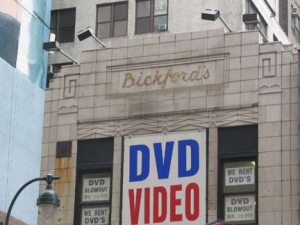 Bickford's
DVD
VIDEO
DVD
BLOWOUT
WE RENT
DVD'S
WE RENT
DVD'S
DVD
BLOWOUT